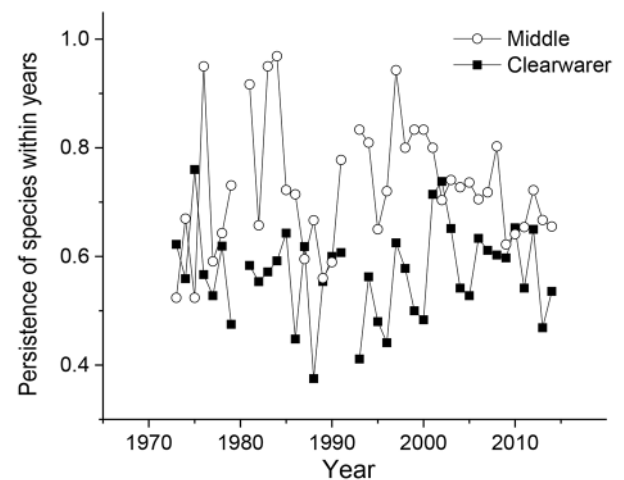 Middle
Clearwarer
Persistence of species within years
1.0
0.8
0.6
0.4
1970 1980 1990 2000 2010
Year